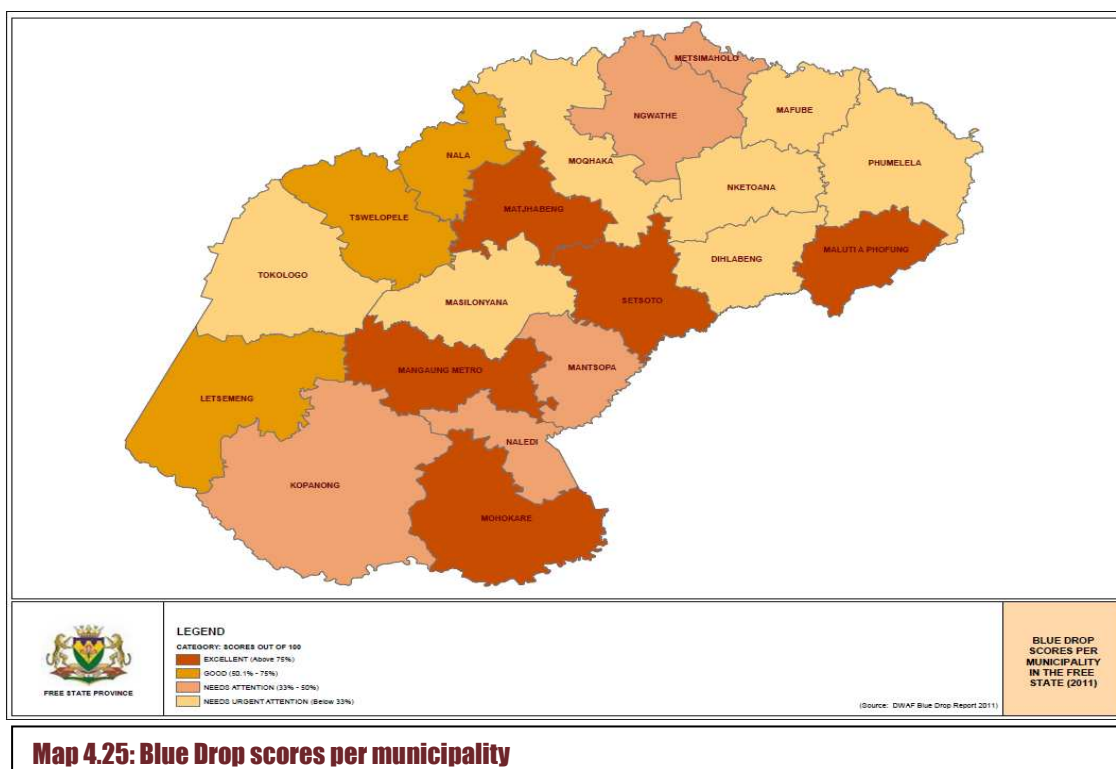 METSIMAHOLO
NGWATHE
MAFUBE
NALA
MOQHAKA
PHUMELELA
NKETOANA
MATJHABENG
TSWELOPELE
MALUTI A PHOFUNG
DIHLABENG
TOKOLOGO
MASILONYANA
SETSOTO
MANGAUNG METRO
MANTSOPA
LETSEMENG
NALEDI
KOPANONG
MOHOKARE
FREE STATE PROVINCE
LEGEND
CATEGORY: SCORES OUT OF 100
EXCELLENT (Above 75%)
GOOD (50.1% - 75%)
NEEDS ATTENTION (33% - 50%)
NEEDS URGENT ATTENTION (Below 33%)
(Source: DWAF Blue Drop Report 2011)
BLUE DROP
SCORES PER
MUNICIPALITY
IN THE FREE
STATE (2011)
Map 4.25: Blue Drop scores per municipality